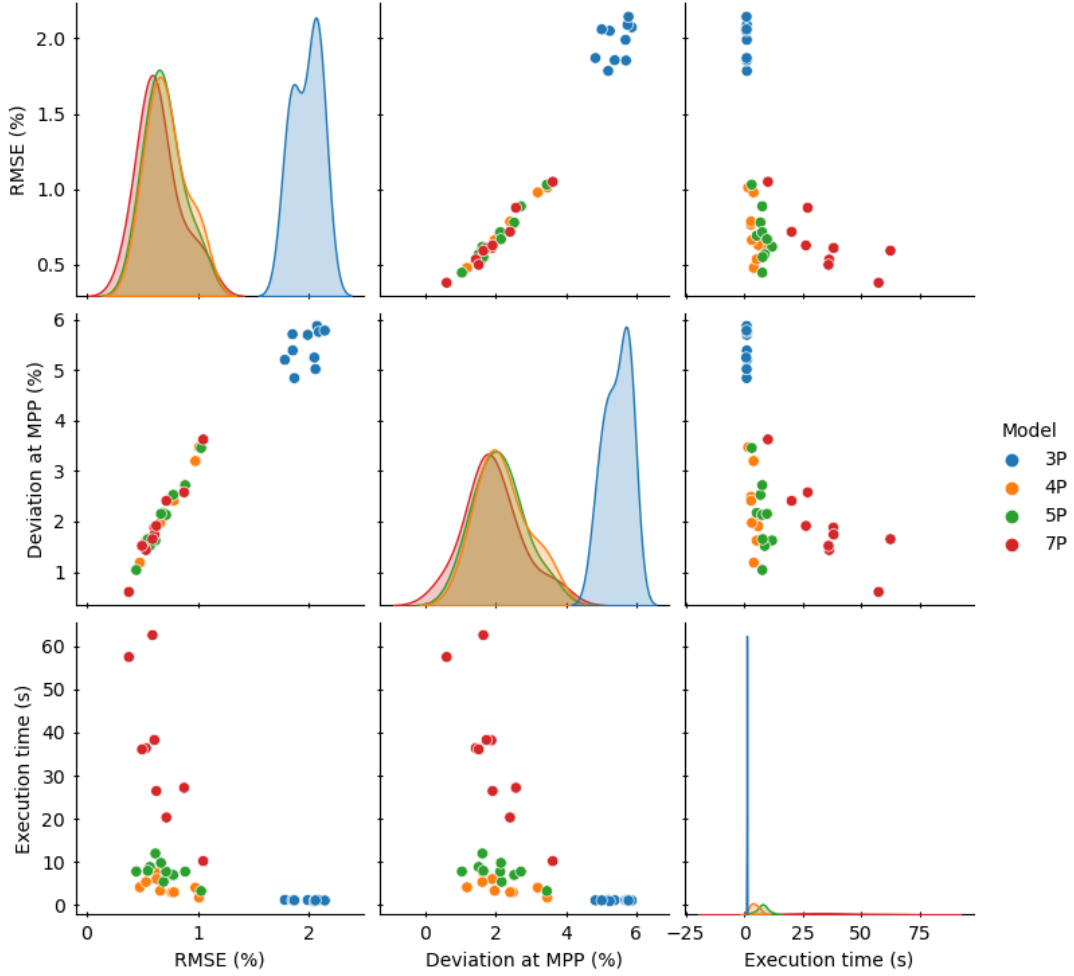 2.0
1.5
1.0
0.5
RMSE (%)
6
5
4
3
2
1
Deviation at MPP (%)
Model
3P
4P
5P
7P
60
50
40
30
20
10
0
Execution time (s)
0 1 2
0 2 4 6
−25 0 25 50 75
RMSE (%)
Deviation at MPP (%)
Execution time (s)